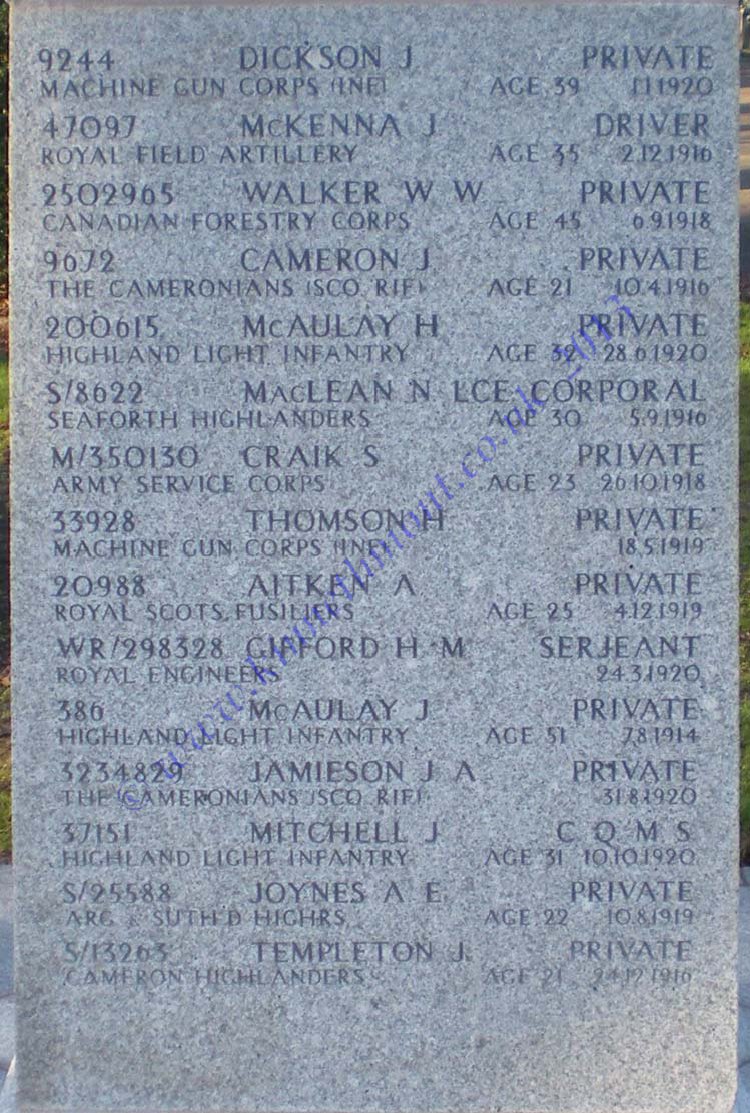 9244 DICKSON J PRIVATE
MACHINE GUN CORPS (INF) AGE 39 1.1.1920
47097 McKENNA J DRIVER
ROYAL FIELD ARTILLERY AGE 35 2.12.1916
2502965 WALKER W W PRIVATE
CANADIAN FORESTRY CORPS AGE 45 6.9.1918
9672 CAMERON J PRIVATE
THE CAMERONIANS (SCO. RIF) AGE 21 10.4.1916
200615 McAULAY H PRIVATE
HIGHLAND LIGHT INFANTRY AGE 32 28.6.1920
S/8622 MacLEAN N LCE CORPORAL
SEAFORTH HIGHLANDERS AGE 30 5.9.1916
M/350130 CRAIK S PRIVATE
ARMY SERVICE CORPS AGE 23 26.10.1918
33928 THOMSON H PRIVATE
MACHINE GUN CORPS (INF) 18.5.1919
20988 AITKEN A PRIVATE
ROYAL SCOTS FUSILIERS AGE 25 4.12.1919
WR/298328 GIFFORD H M SERJEANT
ROYAL ENGINEERS 24.3.1920
386 McAULAY J PRIVATE
HIGHLAND LIGHT INFANTRY AGE 31 7.8.1914
3234829 JAMIESON J A PRIVATE
THE CAMERONIANS (SCO. RIF) 31.8.1920
37151 MITCHELL J C Q M S
HIGHLAND LIGHT INFANTRY AGE 31 10.10.1920
S/25588 JOYNES A E PRIVATE
ARG & SUTH'D HIGHRS AGE 22 10.8.1919
S/13263 TEMPLETON J PRIVATE
CAMERON HIGHLANDERS AGE 21 24.12.1916